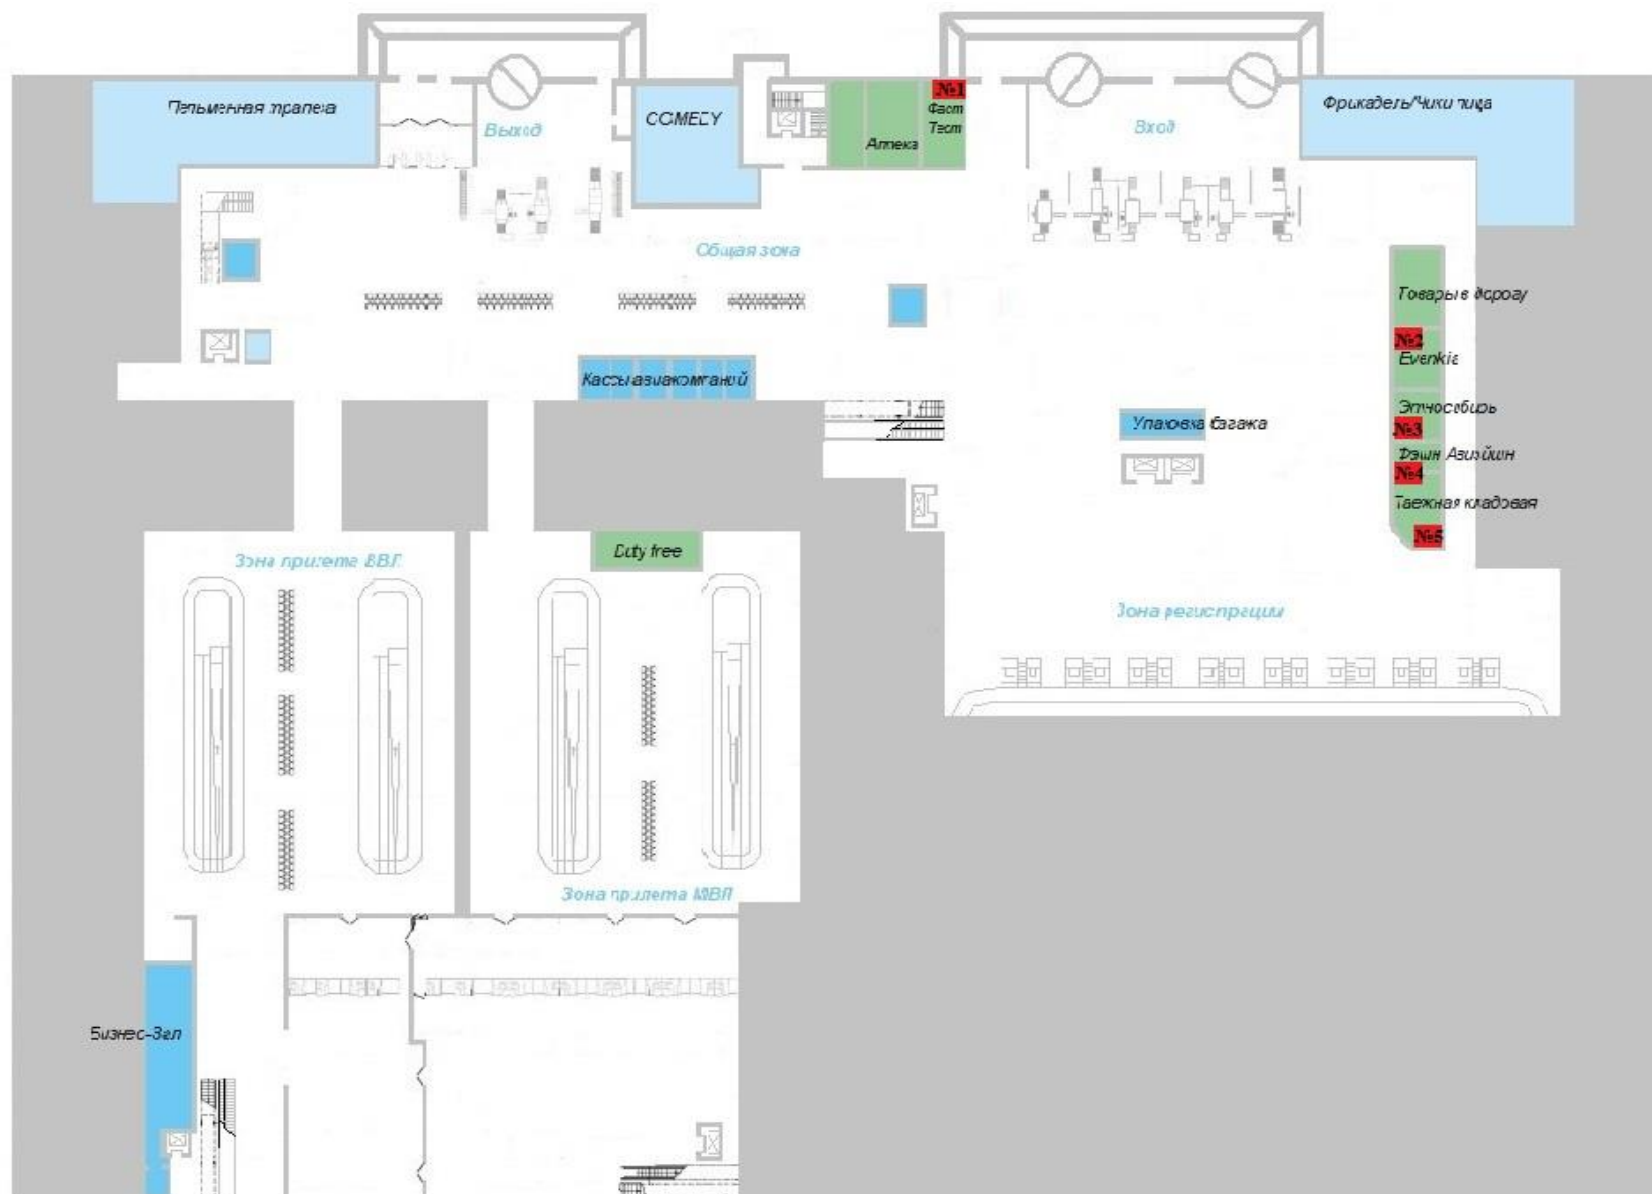 Пельменная трапеза
Выход
COMEDY
№1
Фаст
Тест
Аптека
Вход
Фрикадель/Чики пицца
Общая зона
Товары в дорогу
№2
Evenkia
Кассы авиакомпаний
Этносибирь
Упаковка багажа
№3
Фэшн Авиэйшн
№4
Таежная кладовая
№5
Duty free
Зона прилета ВВЛ
Зона регистрации
Зона прилета МВЛ
Бизнес-Зал